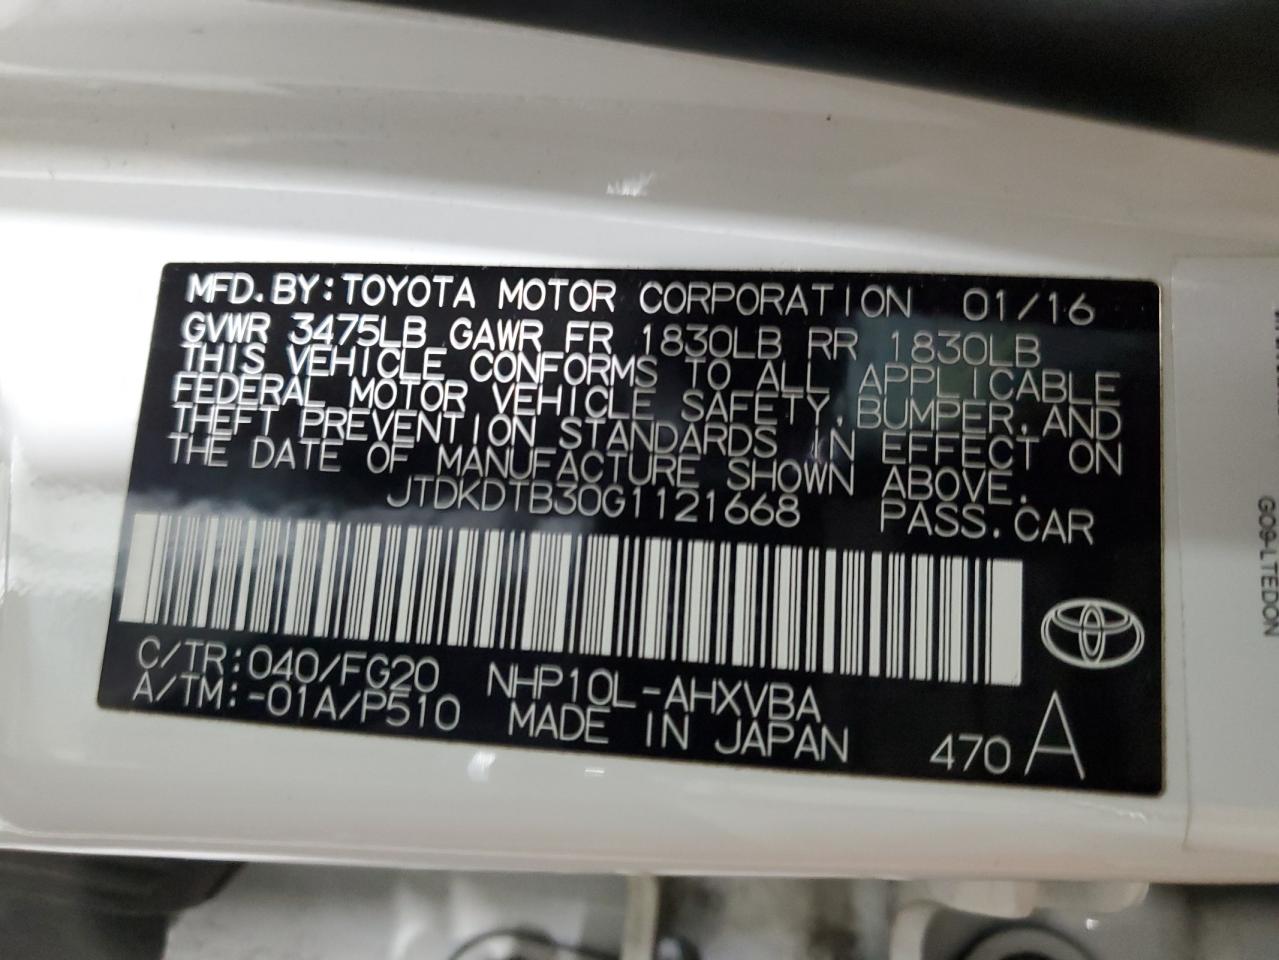 MFD.BY:TOYOTA MOTOR CORPORATION 01/16
GVWR 3475LB GAWR FR 1830LB RR 1830LB
THIS VEHICLE CONFORMS TO ALL APPLICABLE
FEDERAL MOTOR VEHICLE SAFETY,BUMPER,AND
THEFT PREVENTION STANDARDS IN EFFECT ON
THE DATE OF MANUFACTURE SHOWN ABOVE.
JTDKDTB30G1121668 PASS.CAR
C/TR:040/FG20 NHP10L-AHXVBA
A/TM:-01A/P510 MADE IN JAPAN 470 A
GO9-LTEDON